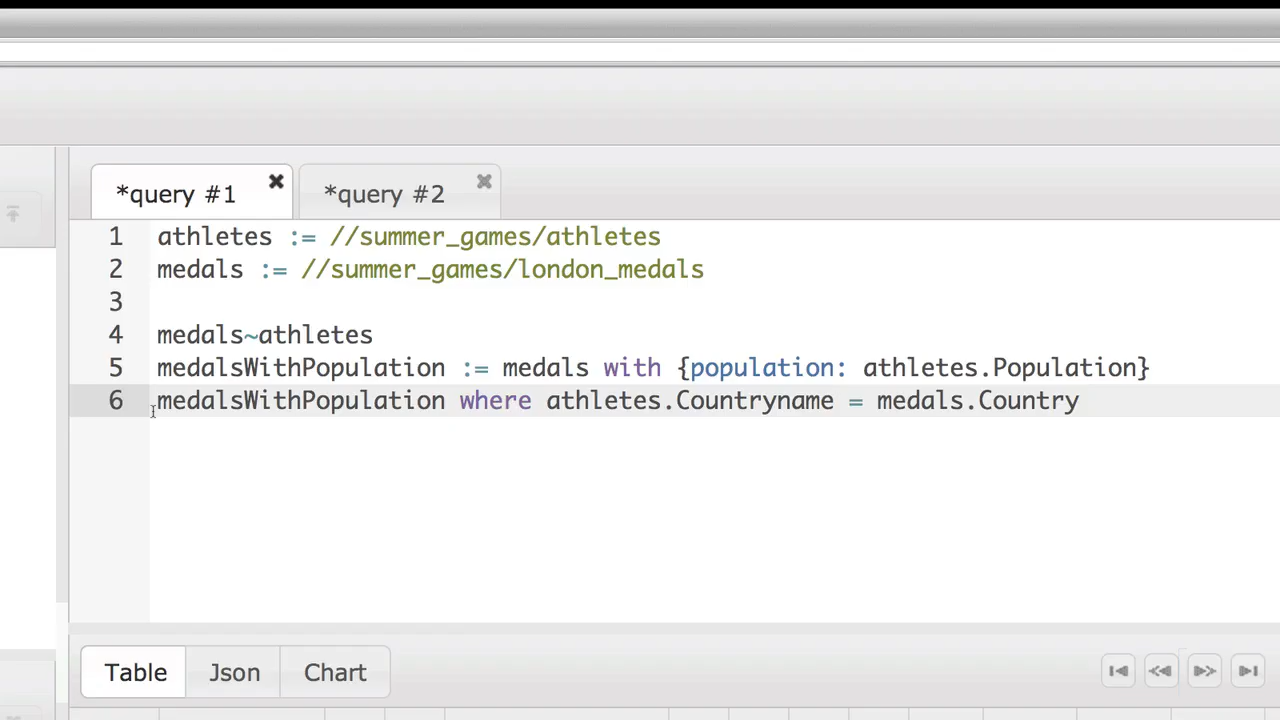 *query #1
*query #2
1 athletes := //summer_games/athletes
2 medals := //summer_games/london_medals
3
4 medals~athletes
5 medalsWithPopulation := medals with {population: athletes.Population}
6 medalsWithPopulation where athletes.Countryname = medals.Country
Table Json Chart